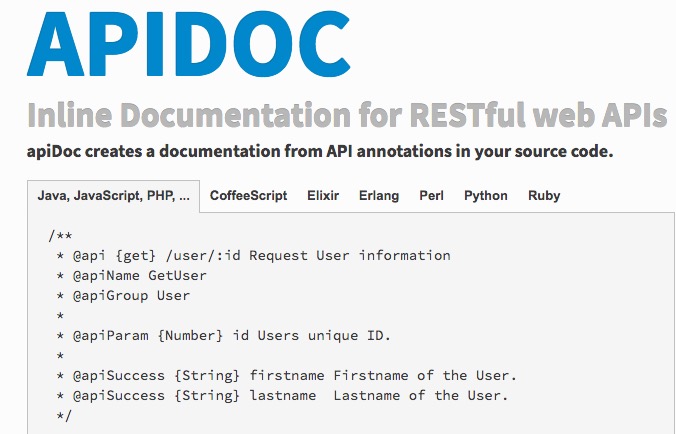 APIDOC
Inline Documentation for RESTful web APIs
apiDoc creates a documentation from API annotations in your source code.
Java, JavaScript, PHP, ... CoffeeScript Elixir Erlang Perl Python Ruby
/**
 * @api {get} /user/:id Request User information
 * @apiName GetUser
 * @apiGroup User
 *
 * @apiParam {Number} id Users unique ID.
 *
 * @apiSuccess {String} firstname Firstname of the User.
 * @apiSuccess {String} lastname  Lastname of the User.
 */